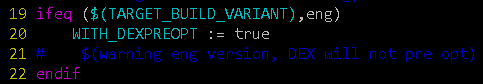 19 ifeq ($(TARGET_BUILD_VARIANT),eng)
20     WITH_DEXPREOPT := true
21 #    $(warning eng version, DEX will not pre opt)
22 endif